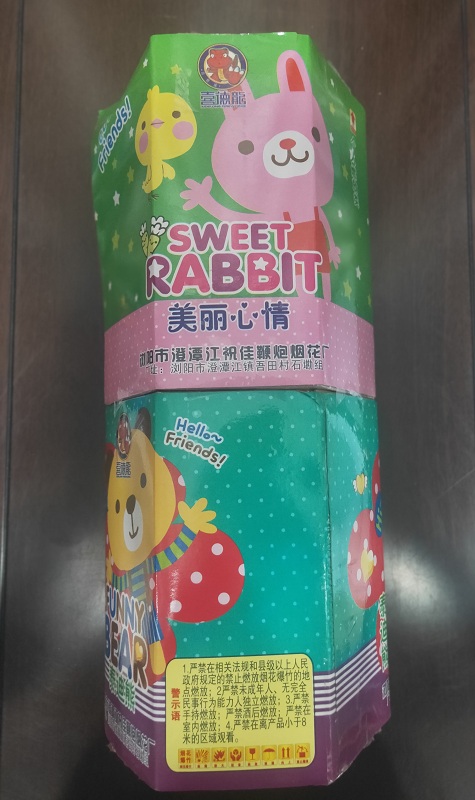 Friends!
SWEET
RABBIT
美丽心情
浏阳市澄潭江祝佳鞭炮烟花厂
址：浏阳市澄潭江镇吾田村石墈组
Hello~
Friends!
FUNNY
BEAR
警示语
1.严禁在相关法规和县级以上人民
政府规定的禁止燃放烟花爆竹的地
点燃放；2严禁未成年人、无完全
民事行为能力人独立燃放；3.严禁
手持燃放；严禁酒后燃放；严禁在
室内燃放；4.严禁在离产品小于8
米的区域观看。